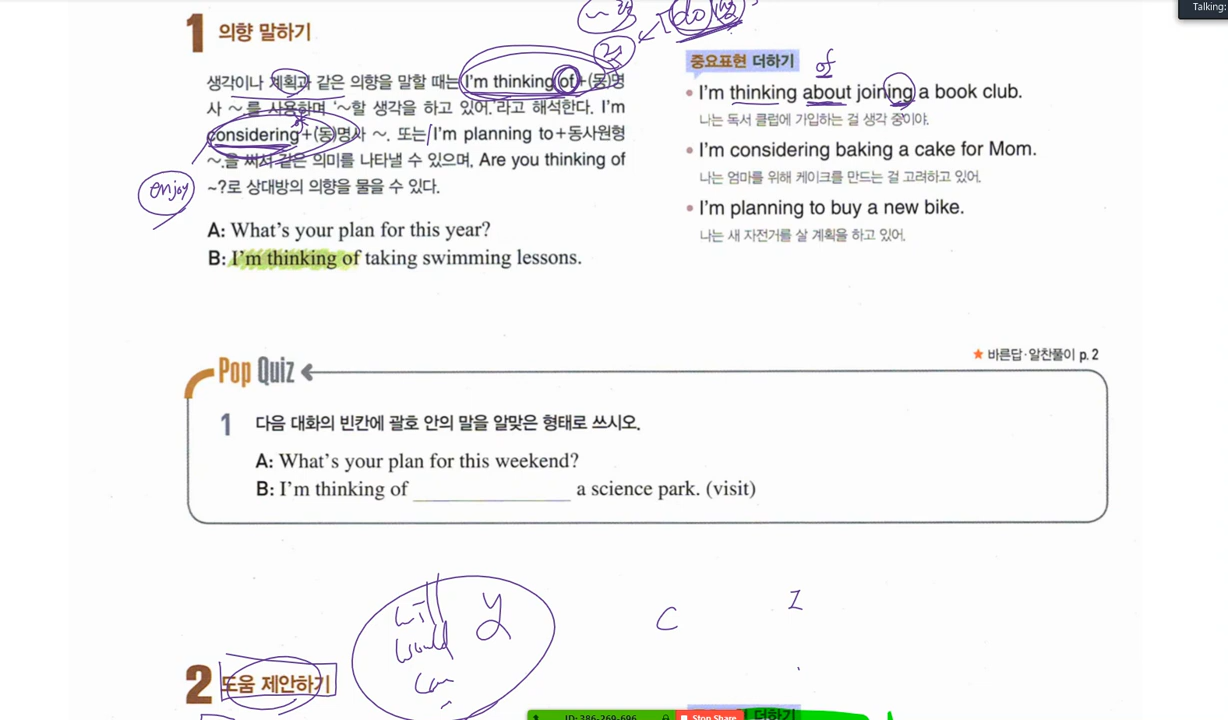 Talking:
1 의향 말하기
do
생각이나 계획과 같은 의향을 말할 때는 I'm thinking of+(동)명
사 ~를 사용하며 '~할 생각을 하고 있어.'라고 해석한다. I'm
considering+(동)명사 ~. 또는 I'm planning to+동사원형
~.을 써서 같은 의미를 나타낼 수 있으며, Are you thinking of
~?로 상대방의 의향을 물을 수 있다.
enjoy
A: What's your plan for this year?
B: I'm thinking of taking swimming lessons.
중요표현 더하기
of
• I'm thinking about joining a book club.
나는 독서 클럽에 가입하는 걸 생각 중이야.
• I'm considering baking a cake for Mom.
나는 엄마를 위해 케이크를 만드는 걸 고려하고 있어.
• I'm planning to buy a new bike.
나는 새 자전거를 살 계획을 하고 있어.
★ 바른답·알찬풀이 p. 2
Pop Quiz
1 다음 대화의 빈칸에 괄호 안의 말을 알맞은 형태로 쓰시오.
A: What's your plan for this weekend?
B: I'm thinking of ______________ a science park. (visit)
will
would
can
y
C
I
2 도움 제안하기
더하기
ID: 386-269-696
Stop Share